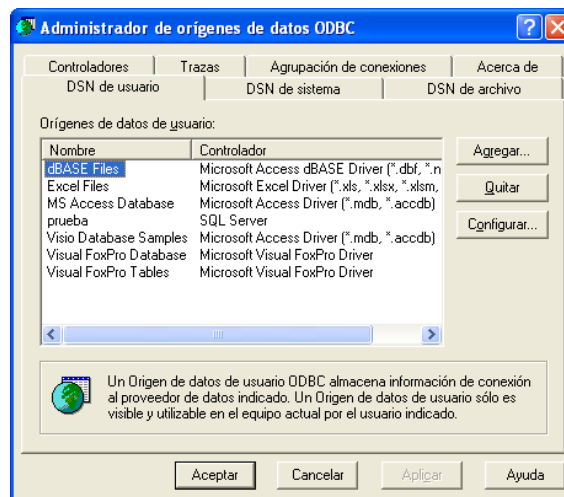 Administrador de orígenes de datos ODBC
Controladores Trazas Agrupación de conexiones Acerca de
DSN de usuario DSN de sistema DSN de archivo
Orígenes de datos de usuario:
Nombre Controlador
dBASE Files Microsoft Access dBASE Driver (*.dbf, *.n
Excel Files Microsoft Excel Driver (*.xls, *.xlsx, *.xlsm,
MS Access Database Microsoft Access Driver (*.mdb, *.accdb)
prueba SQL Server
Visio Database Samples Microsoft Access Driver (*.mdb, *.accdb)
Visual FoxPro Database Microsoft Visual FoxPro Driver
Visual FoxPro Tables Microsoft Visual FoxPro Driver
Agregar...
Quitar
Configurar...
Un Origen de datos de usuario ODBC almacena información de conexión
al proveedor de datos indicado. Un Origen de datos de usuario sólo es
visible y utilizable en el equipo actual por el usuario indicado.
Aceptar Cancelar Aplicar Ayuda